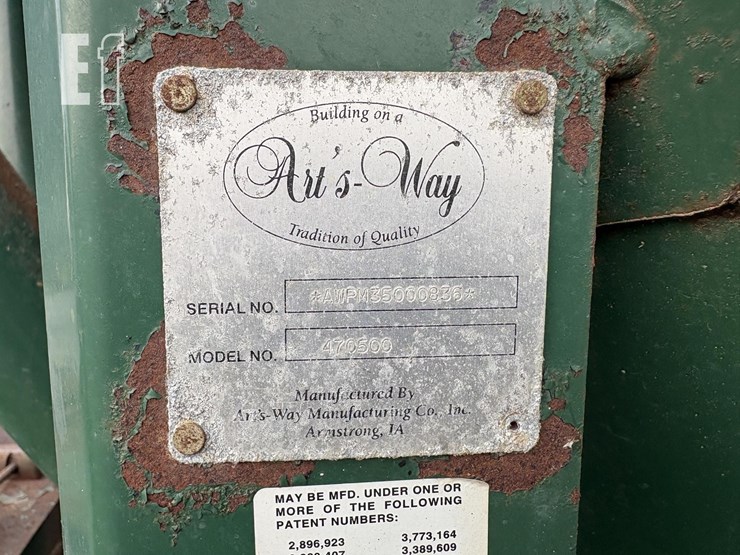 E1
Building on a
Art's-Way
Tradition of Quality
SERIAL NO. *AWPM35000836*
MODEL NO. 470500
Manufactured By
Art's-Way Manufacturing Co., Inc.
Armstrong, IA
MAY BE MFD. UNDER ONE OR
MORE OF THE FOLLOWING
PATENT NUMBERS:
2,896,923 3,773,164
3,389,609